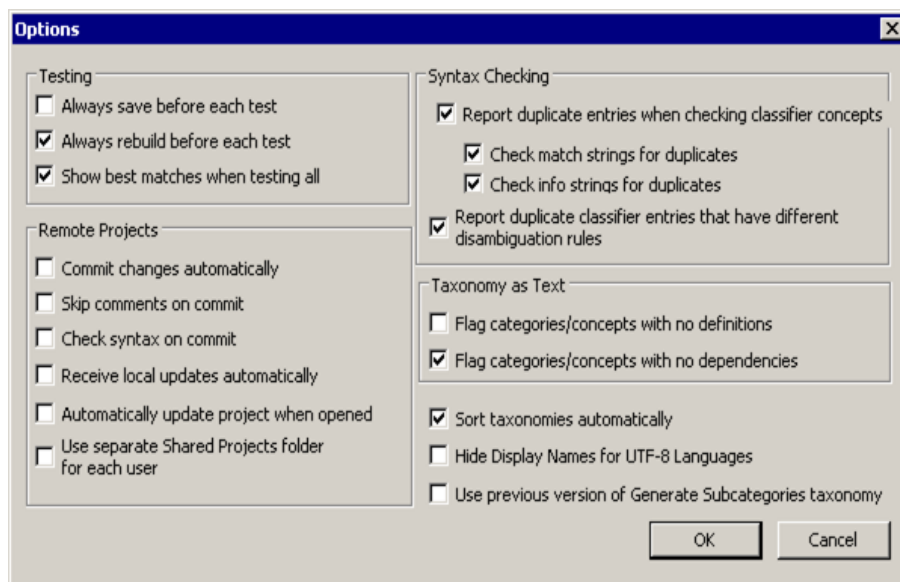 Options
Testing
Always save before each test
Always rebuild before each test
Show best matches when testing all
Remote Projects
Commit changes automatically
Skip comments on commit
Check syntax on commit
Receive local updates automatically
Automatically update project when opened
Use separate Shared Projects folder
for each user
Syntax Checking
Report duplicate entries when checking classifier concepts
Check match strings for duplicates
Check info strings for duplicates
Report duplicate classifier entries that have different
disambiguation rules
Taxonomy as Text
Flag categories/concepts with no definitions
Flag categories/concepts with no dependencies
Sort taxonomies automatically
Hide Display Names for UTF-8 Languages
Use previous version of Generate Subcategories taxonomy
OK
Cancel